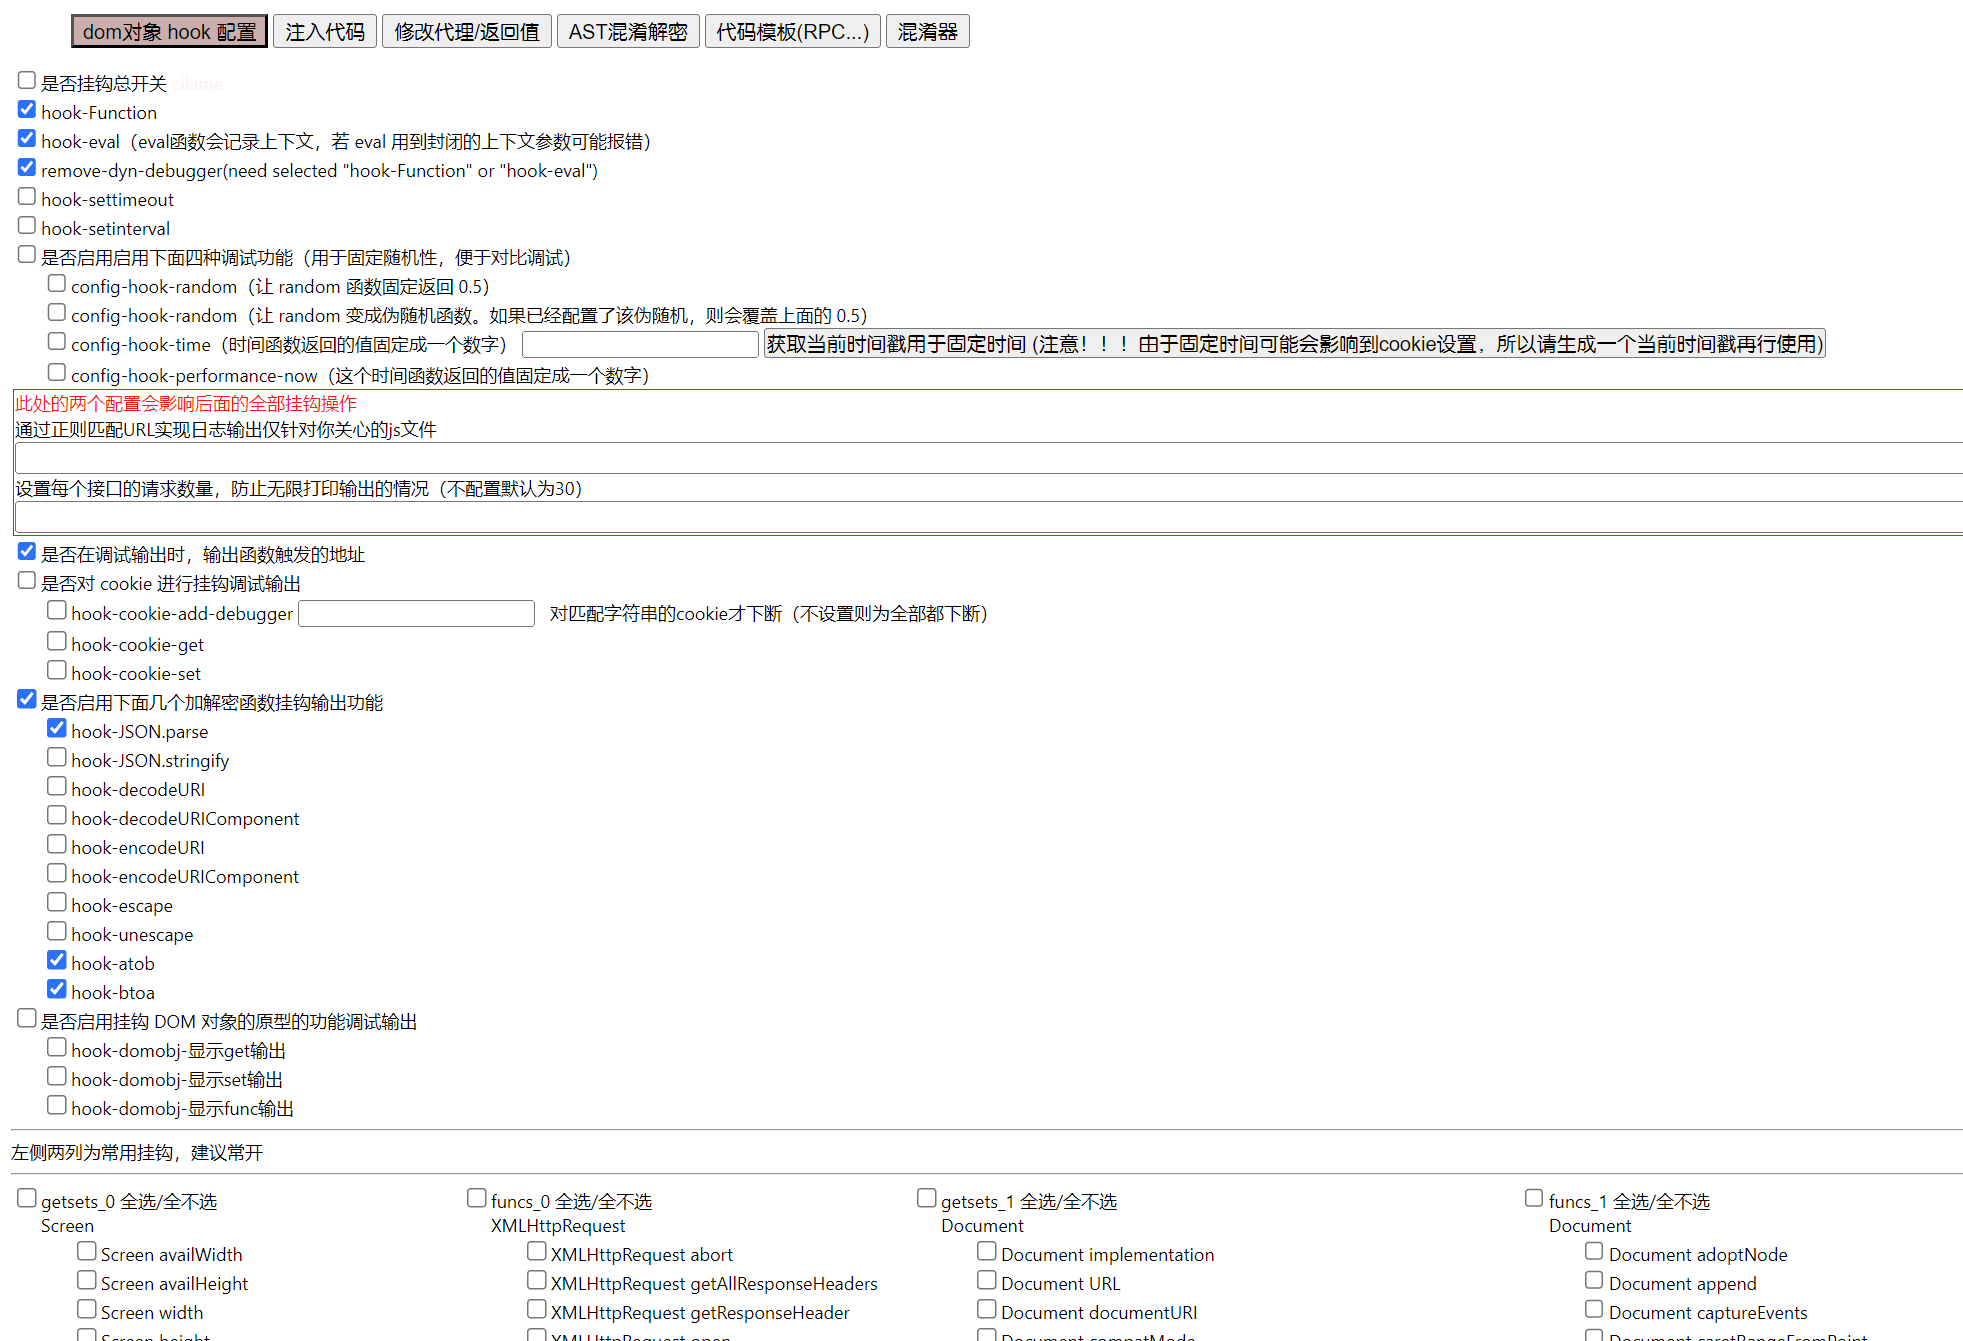 dom对象 hook 配置 注入代码 修改代理/返回值 AST混淆解密 代码模板(RPC...) 混淆器
是否挂钩总开关 cilame
hook-Function
hook-eval（eval函数会记录上下文，若 eval 用到封闭的上下文参数可能报错）
remove-dyn-debugger(need selected "hook-Function" or "hook-eval")
hook-settimeout
hook-setinterval
是否启用启用下面四种调试功能（用于固定随机性，便于对比调试）
config-hook-random（让 random 函数固定返回 0.5）
config-hook-random（让 random 变成伪随机函数。如果已经配置了该伪随机，则会覆盖上面的 0.5）
config-hook-time（时间函数返回的值固定成一个数字） 获取当前时间戳用于固定时间 (注意！！！由于固定时间可能会影响到cookie设置，所以请生成一个当前时间戳再行使用)
config-hook-performance-now（这个时间函数返回的值固定成一个数字）
此处的两个配置会影响后面的全部挂钩操作
通过正则匹配URL实现日志输出仅针对你关心的js文件
设置每个接口的请求数量，防止无限打印输出的情况（不配置默认为30）
是否在调试输出时，输出函数触发的地址
是否对 cookie 进行挂钩调试输出
hook-cookie-add-debugger 对匹配字符串的cookie才下断（不设置则为全部都下断）
hook-cookie-get
hook-cookie-set
是否启用下面几个加解密函数挂钩输出功能
hook-JSON.parse
hook-JSON.stringify
hook-decodeURI
hook-decodeURIComponent
hook-encodeURI
hook-encodeURIComponent
hook-escape
hook-unescape
hook-atob
hook-btoa
是否启用挂钩 DOM 对象的原型的功能调试输出
hook-domobj-显示get输出
hook-domobj-显示set输出
hook-domobj-显示func输出
左侧两列为常用挂钩，建议常开
getsets_0 全选/全不选 funcs_0 全选/全不选 getsets_1 全选/全不选 funcs_1 全选/全不选
Screen XMLHttpRequest Document Document
Screen availWidth XMLHttpRequest abort Document implementation Document adoptNode
Screen availHeight XMLHttpRequest getAllResponseHeaders Document URL Document append
Screen width XMLHttpRequest getResponseHeader Document documentURI Document captureEvents
Screen height XMLHttpRequest open Document compatMode Document caretRangeFromPoint